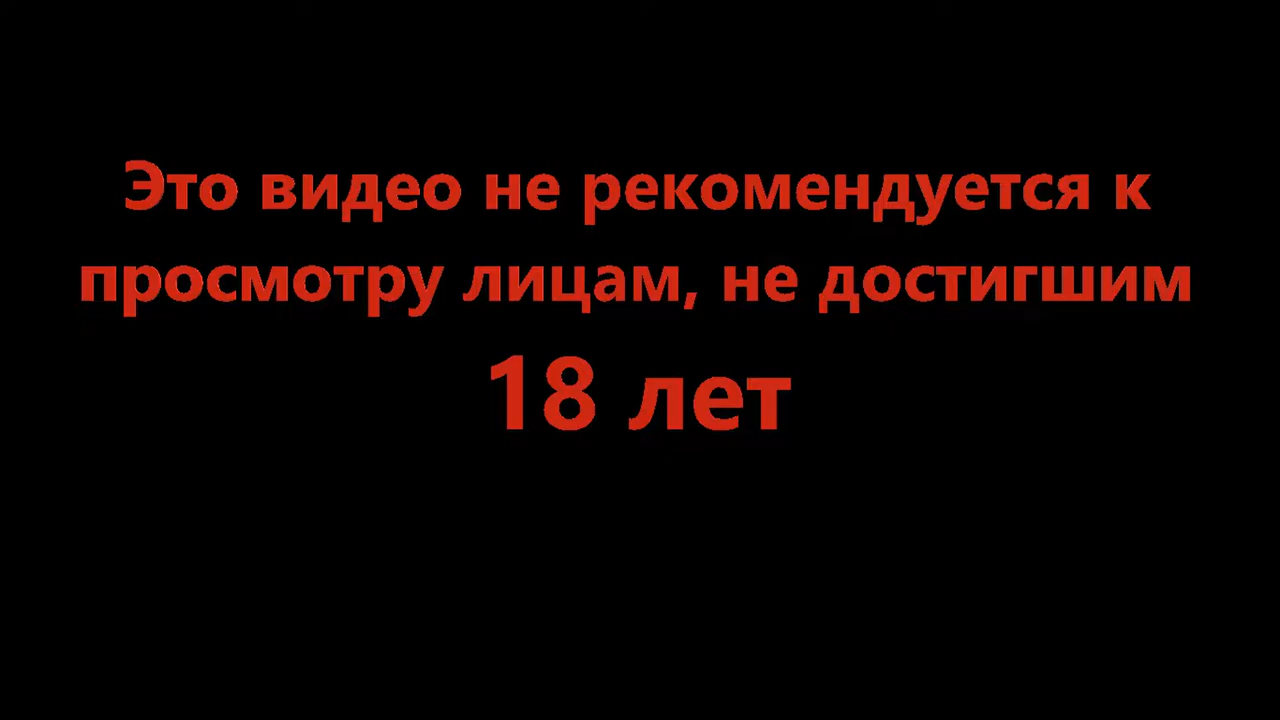 Это видео не рекомендуется к
просмотру лицам, не достигшим
18 лет